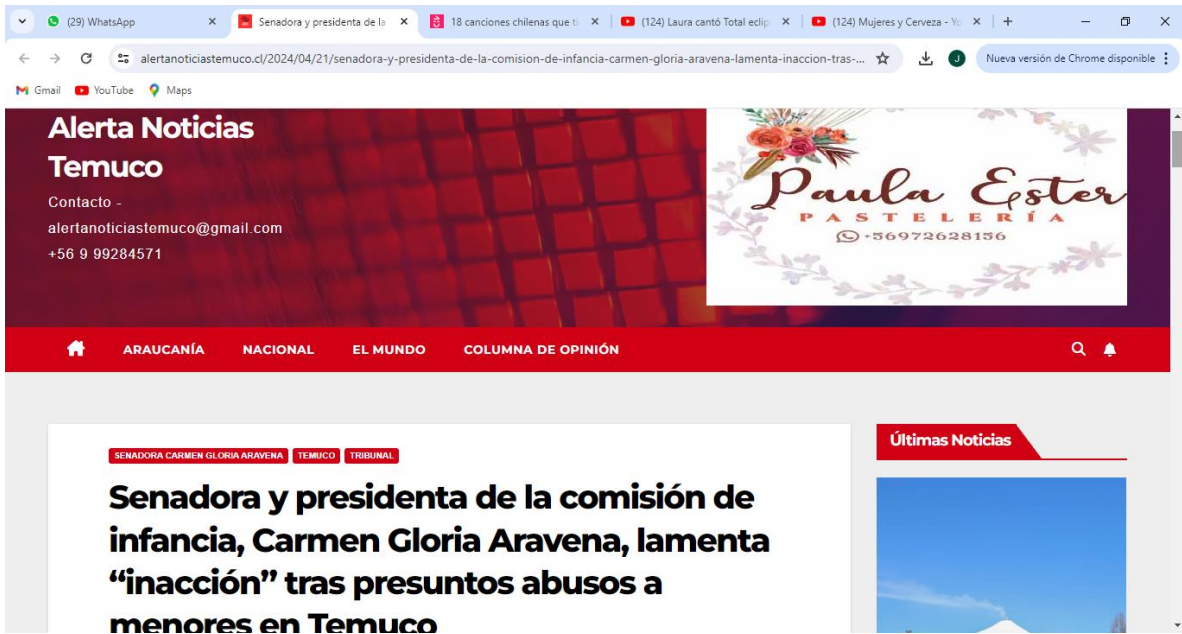 (29) WhatsApp
Senadora y presidenta de la
18 canciones chilenas que ti
(124) Laura cantó Total eclip
(124) Mujeres y Cerveza - Yo
alertanoticiastemuco.cl/2024/04/21/senadora-y-presidenta-de-la-comision-de-infancia-carmen-gloria-aravena-lamenta-inaccion-tras-...
J
Nueva versión de Chrome disponible
Gmail
YouTube
Maps
Alerta Noticias
Temuco
Contacto -
alertanoticiastemuco@gmail.com
+56 9 99284571
Paula Ester
PASTELERÍA
+56972628156
ARAUCANÍA
NACIONAL
EL MUNDO
COLUMNA DE OPINIÓN
SENADORA CARMEN GLORIA ARAVENA
TEMUCO
TRIBUNAL
Senadora y presidenta de la comisión de
infancia, Carmen Gloria Aravena, lamenta
“inacción” tras presuntos abusos a
menores en Temuco
Últimas Noticias